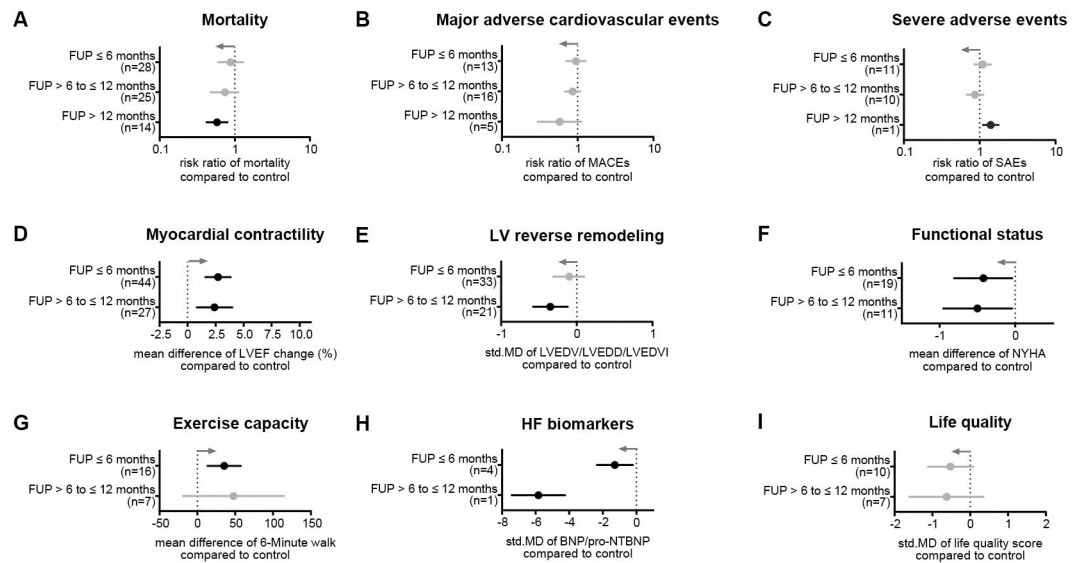 A
Mortality
FUP ≤ 6 months
(n=28)
FUP > 6 to ≤ 12 months
(n=25)
FUP > 12 months
(n=14)
0.1
1
10
risk ratio of mortality
compared to control
B
Major adverse cardiovascular events
FUP ≤ 6 months
(n=13)
FUP > 6 to ≤ 12 months
(n=16)
FUP > 12 months
(n=5)
0.1
1
10
risk ratio of MACEs
compared to control
C
Severe adverse events
FUP ≤ 6 months
(n=11)
FUP > 6 to ≤ 12 months
(n=10)
FUP > 12 months
(n=1)
0.1
1
10
risk ratio of SAEs
compared to control
D
Myocardial contractility
FUP ≤ 6 months
(n=44)
FUP > 6 to ≤ 12 months
(n=27)
-2.5 0 2.5 5.0 7.5 10.0
mean difference of LVEF change (%)
compared to control
E
LV reverse remodeling
FUP ≤ 6 months
(n=33)
FUP > 6 to ≤ 12 months
(n=21)
-1 0 1
std.MD of LVEDV/LVEDD/LVEDVI
compared to control
F
Functional status
FUP ≤ 6 months
(n=19)
FUP > 6 to ≤ 12 months
(n=11)
-1 0
mean difference of NYHA
compared to control
G
Exercise capacity
FUP ≤ 6 months
(n=16)
FUP > 6 to ≤ 12 months
(n=7)
-50 0 50 100 150
mean difference of 6-Minute walk
compared to control
H
HF biomarkers
FUP ≤ 6 months
(n=4)
FUP > 6 to ≤ 12 months
(n=1)
-8 -6 -4 -2 0
std.MD of BNP/pro-NTBNP
compared to control
I
Life quality
FUP ≤ 6 months
(n=10)
FUP > 6 to ≤ 12 months
(n=7)
-2 -1 0 1 2
std.MD of life quality score
compared to control